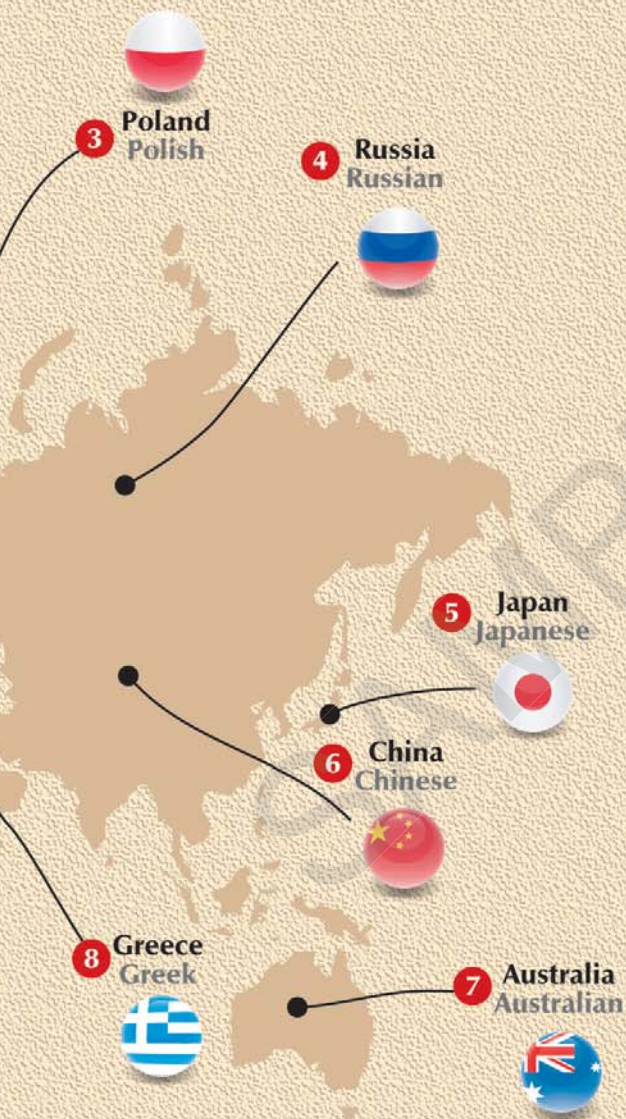 3
Poland
Polish
4
Russia
Russian
5
Japan
Japanese
6
China
Chinese
8
Greece
Greek
7
Australia
Australian